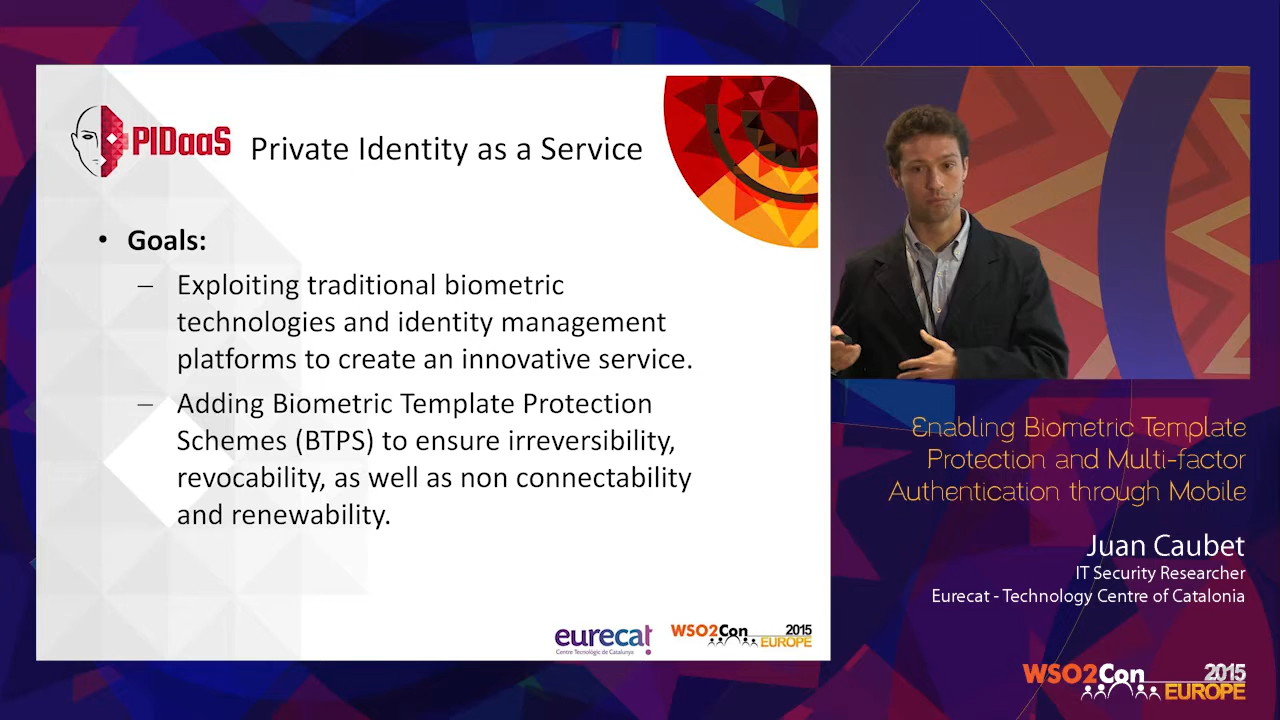 PIDaaS
Private Identity as a Service
• Goals:
– Exploiting traditional biometric
technologies and identity management
platforms to create an innovative service.
– Adding Biometric Template Protection
Schemes (BTPS) to ensure irreversibility,
revocability, as well as non connectability
and renewability.
eurecat
Centre Tecnològic de Catalunya
WSO2Con 2015
EUROPE
Enabling Biometric Template
Protection and Multi-factor
Authentication through Mobile
Juan Caubet
IT Security Researcher
Eurecat - Technology Centre of Catalonia
WSO2Con 2015
EUROPE